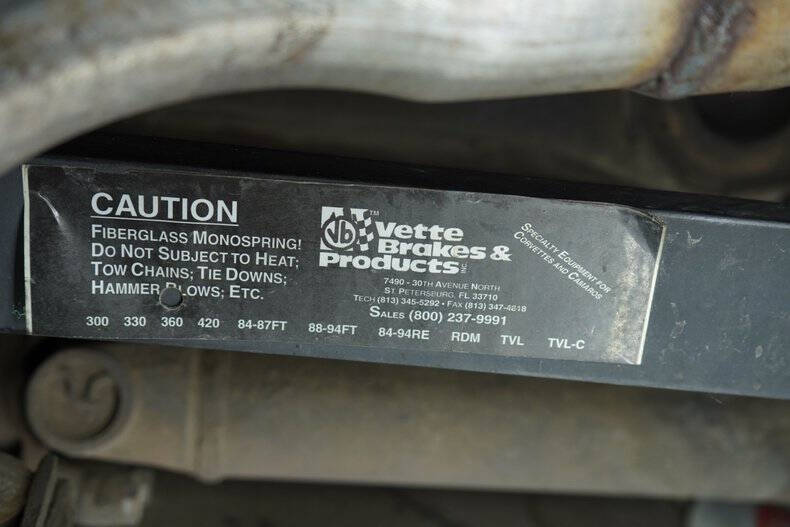 CAUTION
FIBERGLASS MONOSPRING!
DO NOT SUBJECT TO HEAT;
TOW CHAINS; TIE DOWNS;
HAMMER BLOWS; ETC.
300 330 360 420 84-87FT 88-94FT 84-94RE RDM TVL TVL-C
vb
TM
Vette
Brakes &
Products INC.
7490 - 30TH AVENUE NORTH
ST. PETERSBURG, FL 33710
TECH (813) 345-5292 • FAX (813) 347-4818
SALES (800) 237-9991
SPECIALTY EQUIPMENT FOR
CORVETTES AND CAMAROS